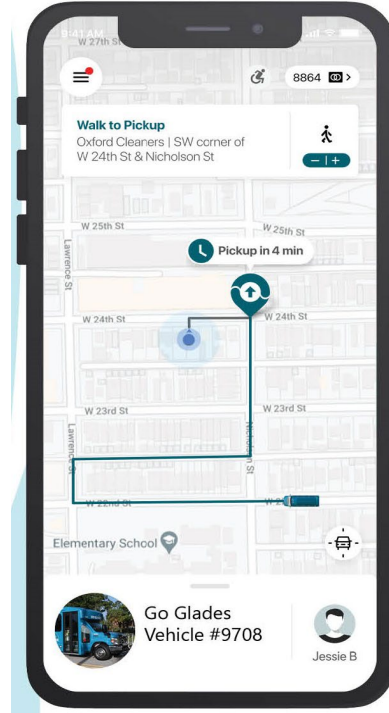 9:41 AM
W 27th St
8864
Walk to Pickup
Oxford Cleaners | SW corner of
W 24th St & Nicholson St
− | +
W 25th St
W 25th St
Lawrence St
Pickup in 4 min
W 24th St
W 24th St
W 23rd St
W 23rd St
Lawrence St
Nicholson St
W 22nd St
Elementary School
Go Glades
Vehicle #9708
Jessie B